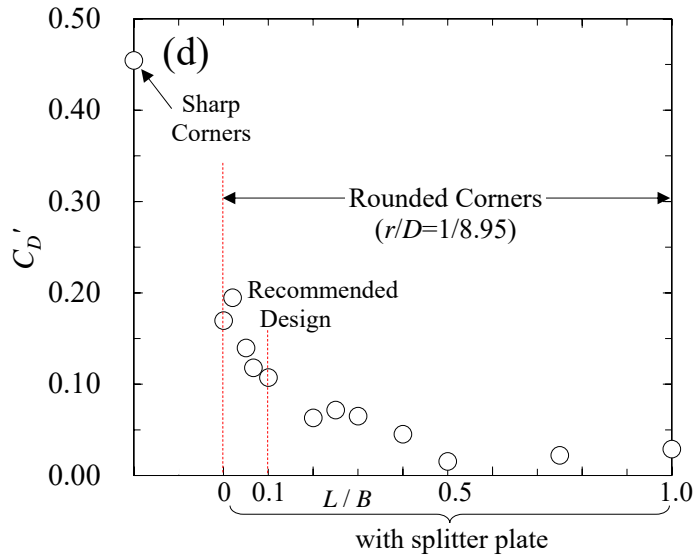 0.50
(d)
Sharp
Corners
0.40
0.30
Rounded Corners
(r/D=1/8.95)
C_D'
0.20
Recommended
Design
0.10
0.00
0 0.1 L / B 0.5 1.0
with splitter plate